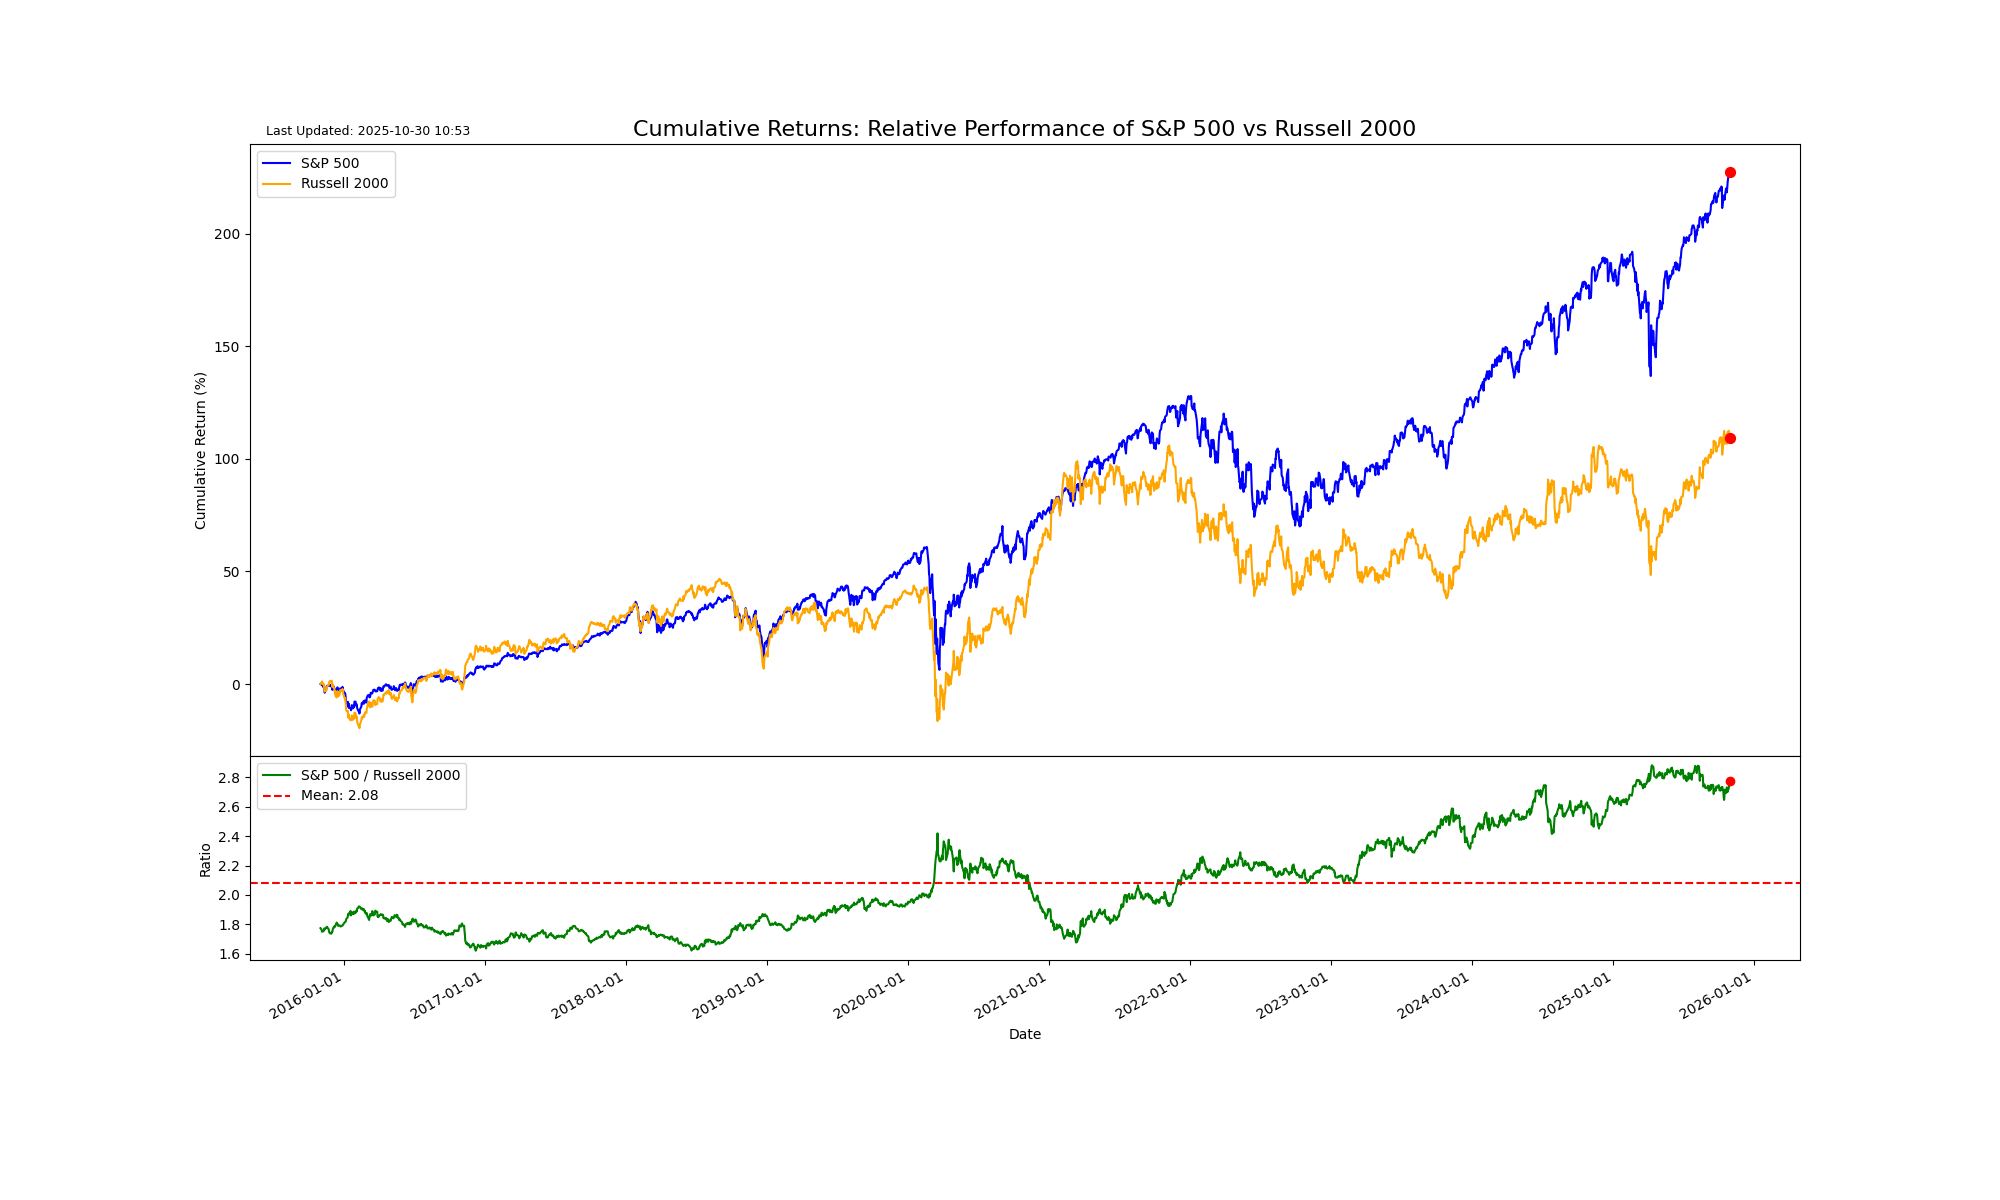 Last Updated: 2025-10-30 10:53
Cumulative Returns: Relative Performance of S&P 500 vs Russell 2000
S&P 500
Russell 2000
200
150
100
50
0
Cumulative Return (%)
S&P 500 / Russell 2000
Mean: 2.08
2.8
2.6
2.4
2.2
2.0
1.8
1.6
Ratio
2016-01-01
2017-01-01
2018-01-01
2019-01-01
2020-01-01
2021-01-01
2022-01-01
2023-01-01
2024-01-01
2025-01-01
2026-01-01
Date